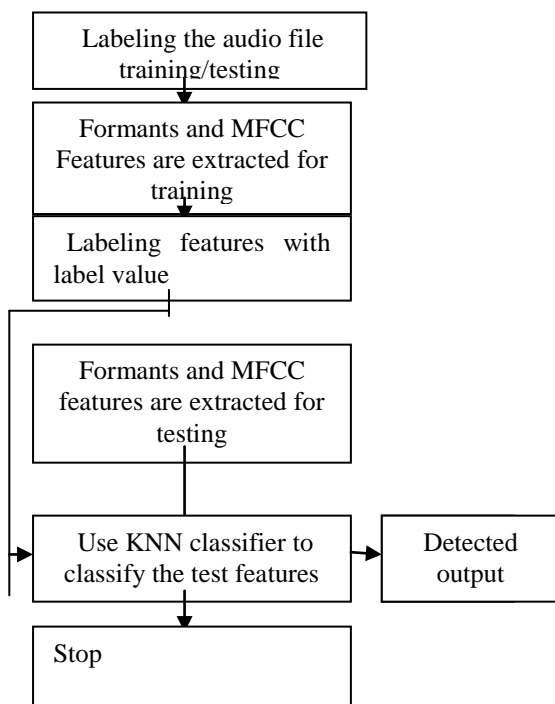 Labeling the audio file
training/testing
Formants and MFCC
Features are extracted for
training
Labeling features with
label value
Formants and MFCC
features are extracted for
testing
Use KNN classifier to
classify the test features
Detected
output
Stop